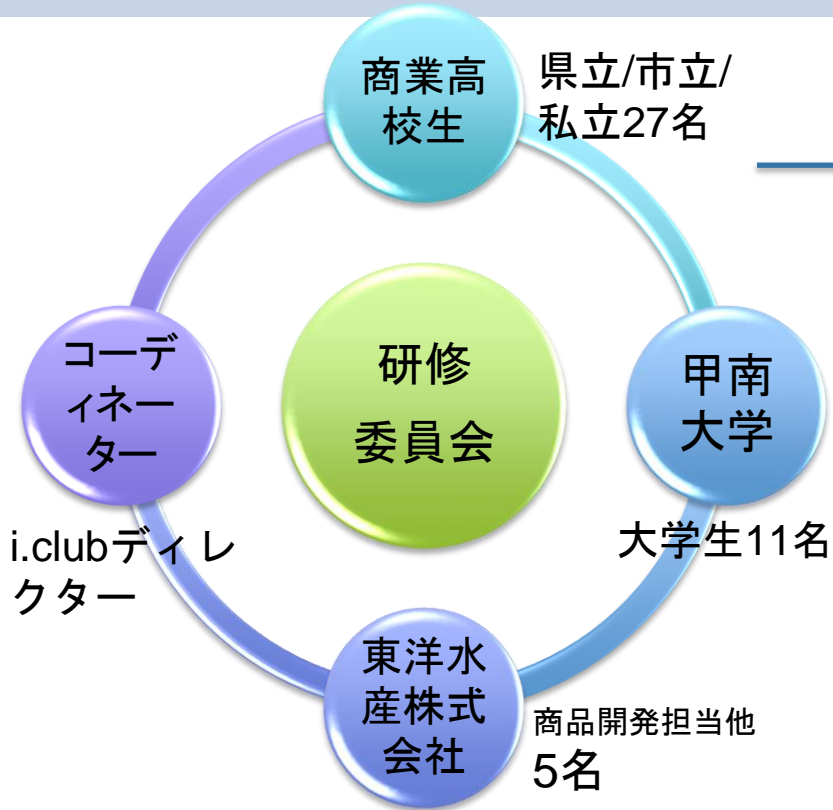 商業高
校生
県立/市立/
私立27名
コーデ
ィネー
ター
研修
委員会
甲南
大学
i.clubディレ
クター
大学生11名
東洋水
産株式
会社
商品開発担当他
5名